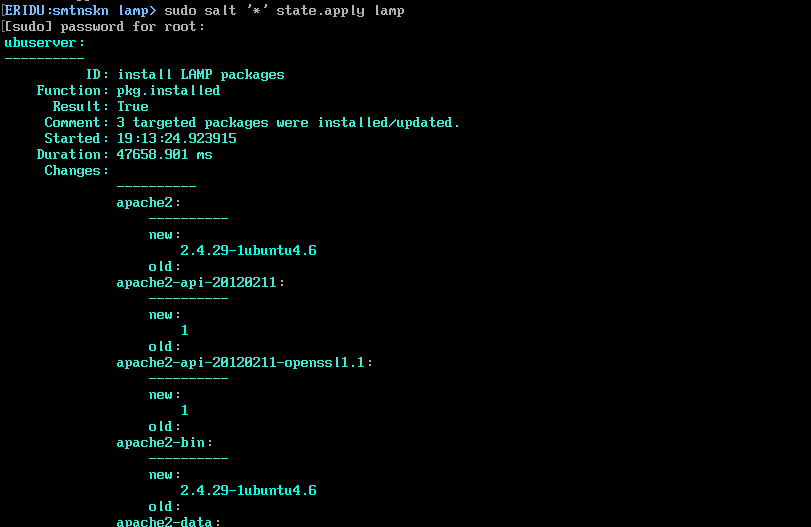 ERIDU:smtnskn lamp> sudo salt '*' state.apply lamp
[sudo] password for root:
ubuserver:
----------
ID: install LAMP packages
Function: pkg.installed
Result: True
Comment: 3 targeted packages were installed/updated.
Started: 19:13:24.923915
Duration: 47658.901 ms
Changes:
----------
apache2:
----------
new:
2.4.29-1ubuntu4.6
old:
apache2-api-20120211:
----------
new:
1
old:
apache2-api-20120211-openssl1.1:
----------
new:
1
old:
apache2-bin:
----------
new:
2.4.29-1ubuntu4.6
old:
apache2-data: